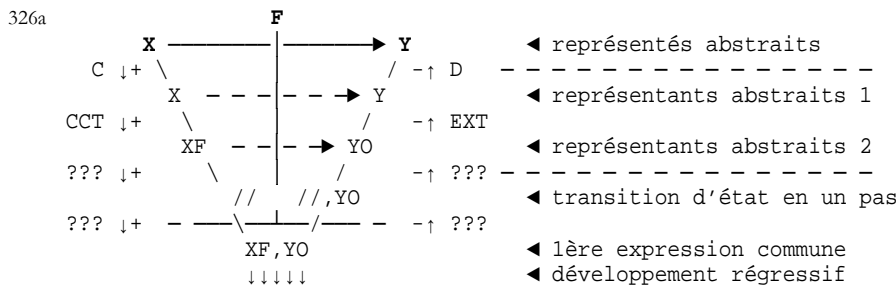 326a
F
X Y ◄ représentés abstraits
C ↓+ \ / -↑ D
X Y ◄ représentants abstraits 1
CCT ↓+ \ / -↑ EXT
XF YO ◄ représentants abstraits 2
??? ↓+ \ / -↑ ???
// //,YO ◄ transition d'état en un pas
??? ↓+ \ / -↑ ???
XF,YO ◄ 1ère expression commune
↓↓↓↓↓ ◄ développement régressif